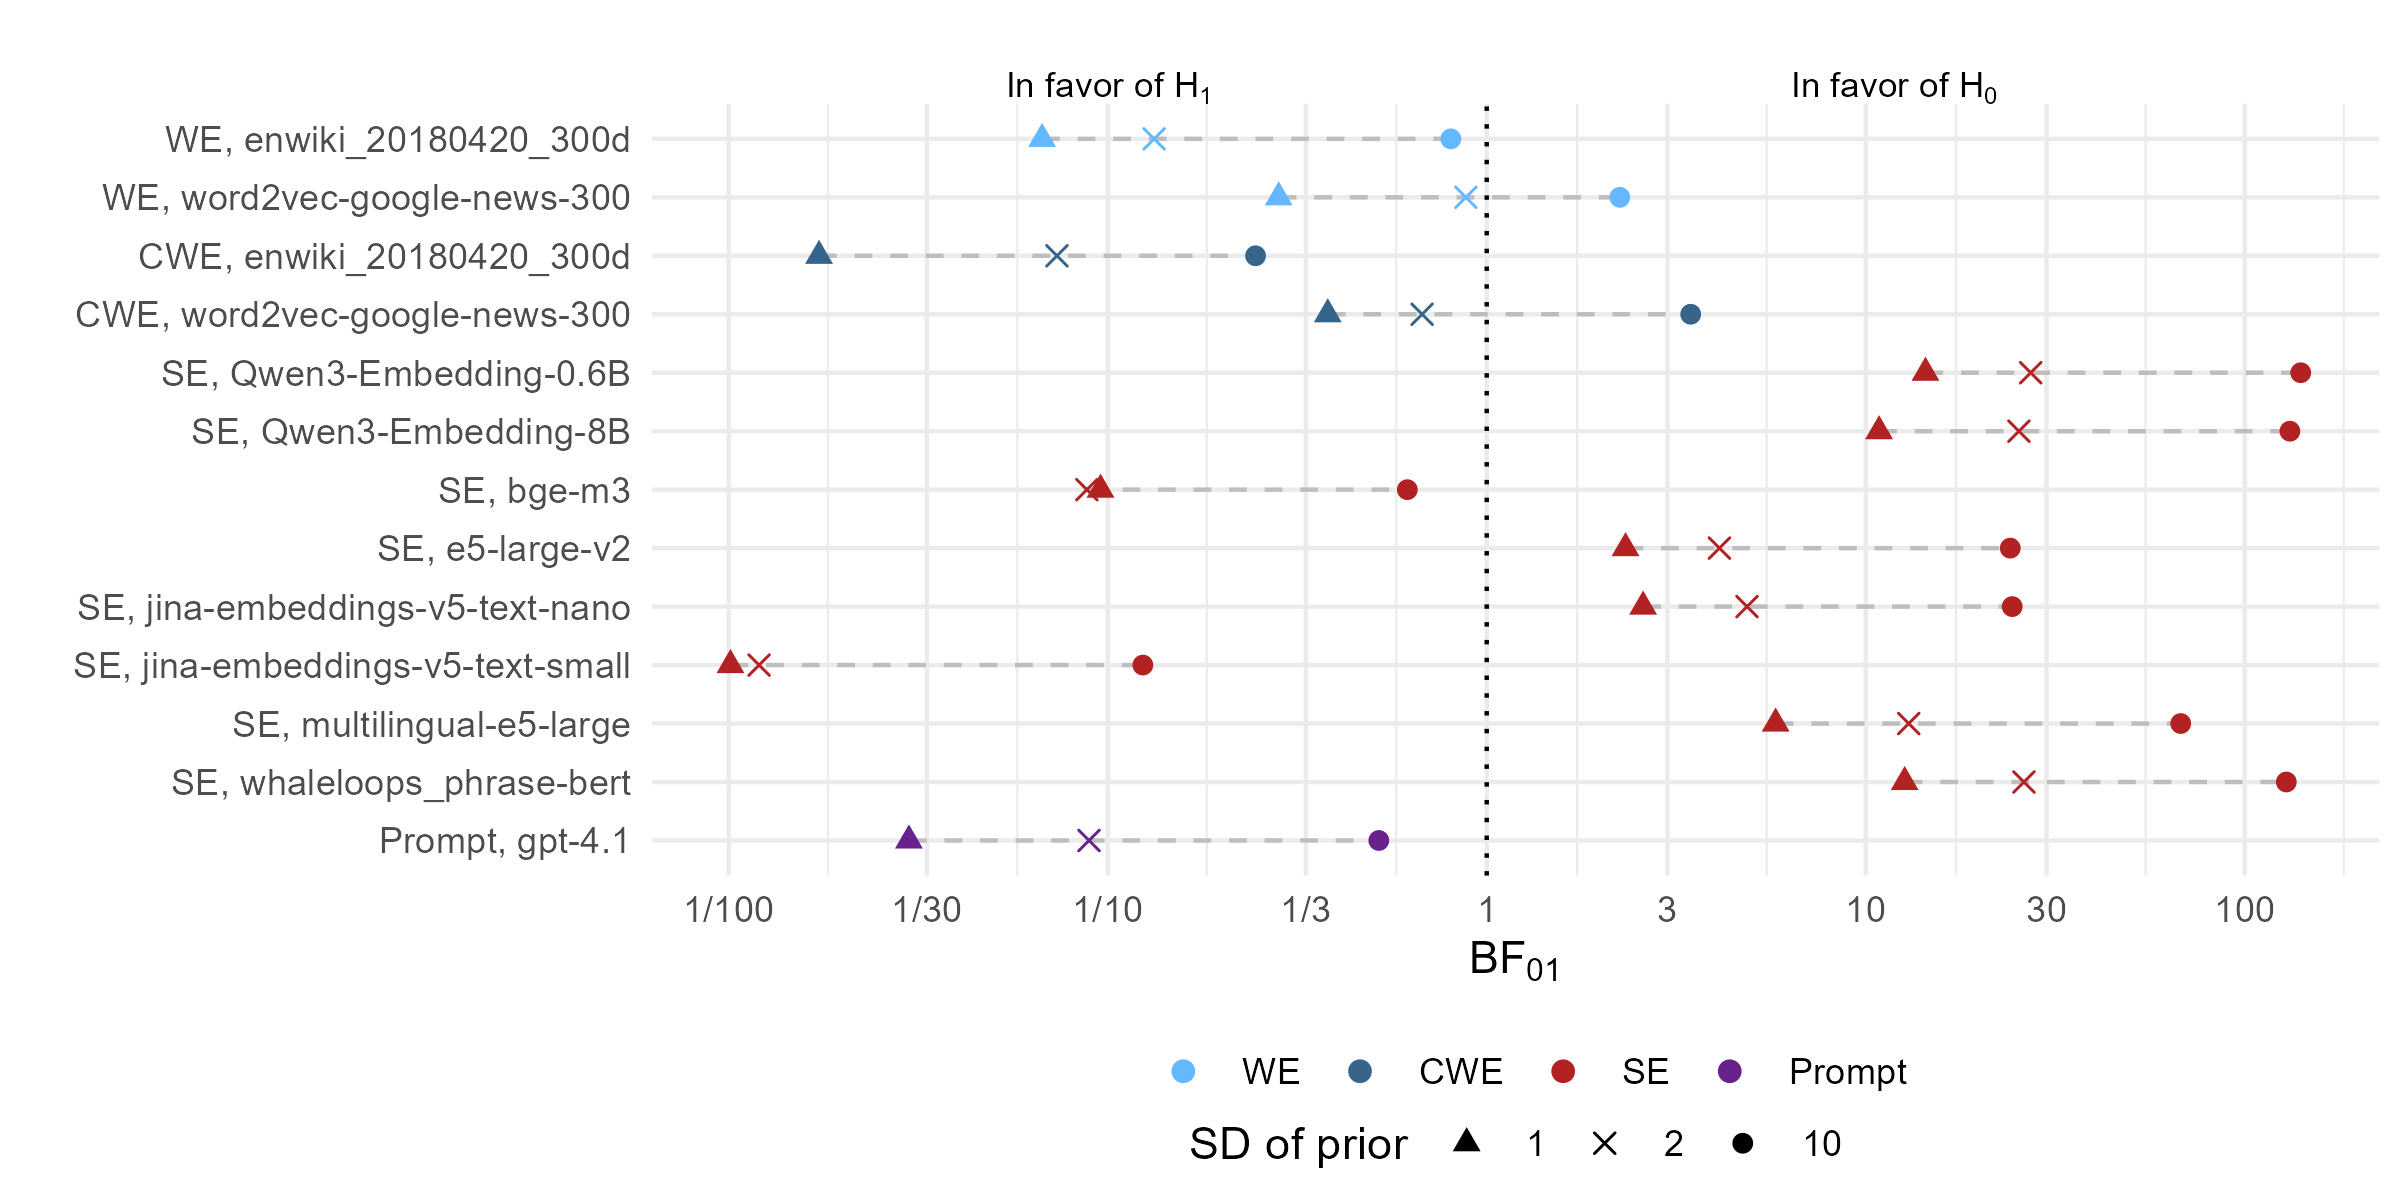 In favor of H1
In favor of H0
WE, enwiki_20180420_300d
WE, word2vec-google-news-300
CWE, enwiki_20180420_300d
CWE, word2vec-google-news-300
SE, Qwen3-Embedding-0.6B
SE, Qwen3-Embedding-8B
SE, bge-m3
SE, e5-large-v2
SE, jina-embeddings-v5-text-nano
SE, jina-embeddings-v5-text-small
SE, multilingual-e5-large
SE, whaleloops_phrase-bert
Prompt, gpt-4.1
1/100 1/30 1/10 1/3 1 3 10 30 100
BF01
WE CWE SE Prompt
SD of prior 1 2 10